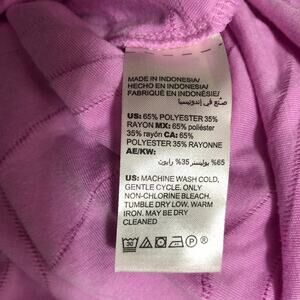 MADE IN INDONESIA/
HECHO EN INDONESIA/
FABRIQUÉ EN INDONÉSIE/
صنع في إندونيسيا
US: 65% POLYESTER 35%
RAYON MX: 65% poliéster
35% rayón CA: 65%
POLYESTER 35% RAYONNE
AE/KW:
65% بوليستر 35% رايون
US: MACHINE WASH COLD,
GENTLE CYCLE. ONLY
NON-CHLORINE BLEACH.
TUMBLE DRY LOW. WARM
IRON. MAY BE DRY
CLEANED
30 P